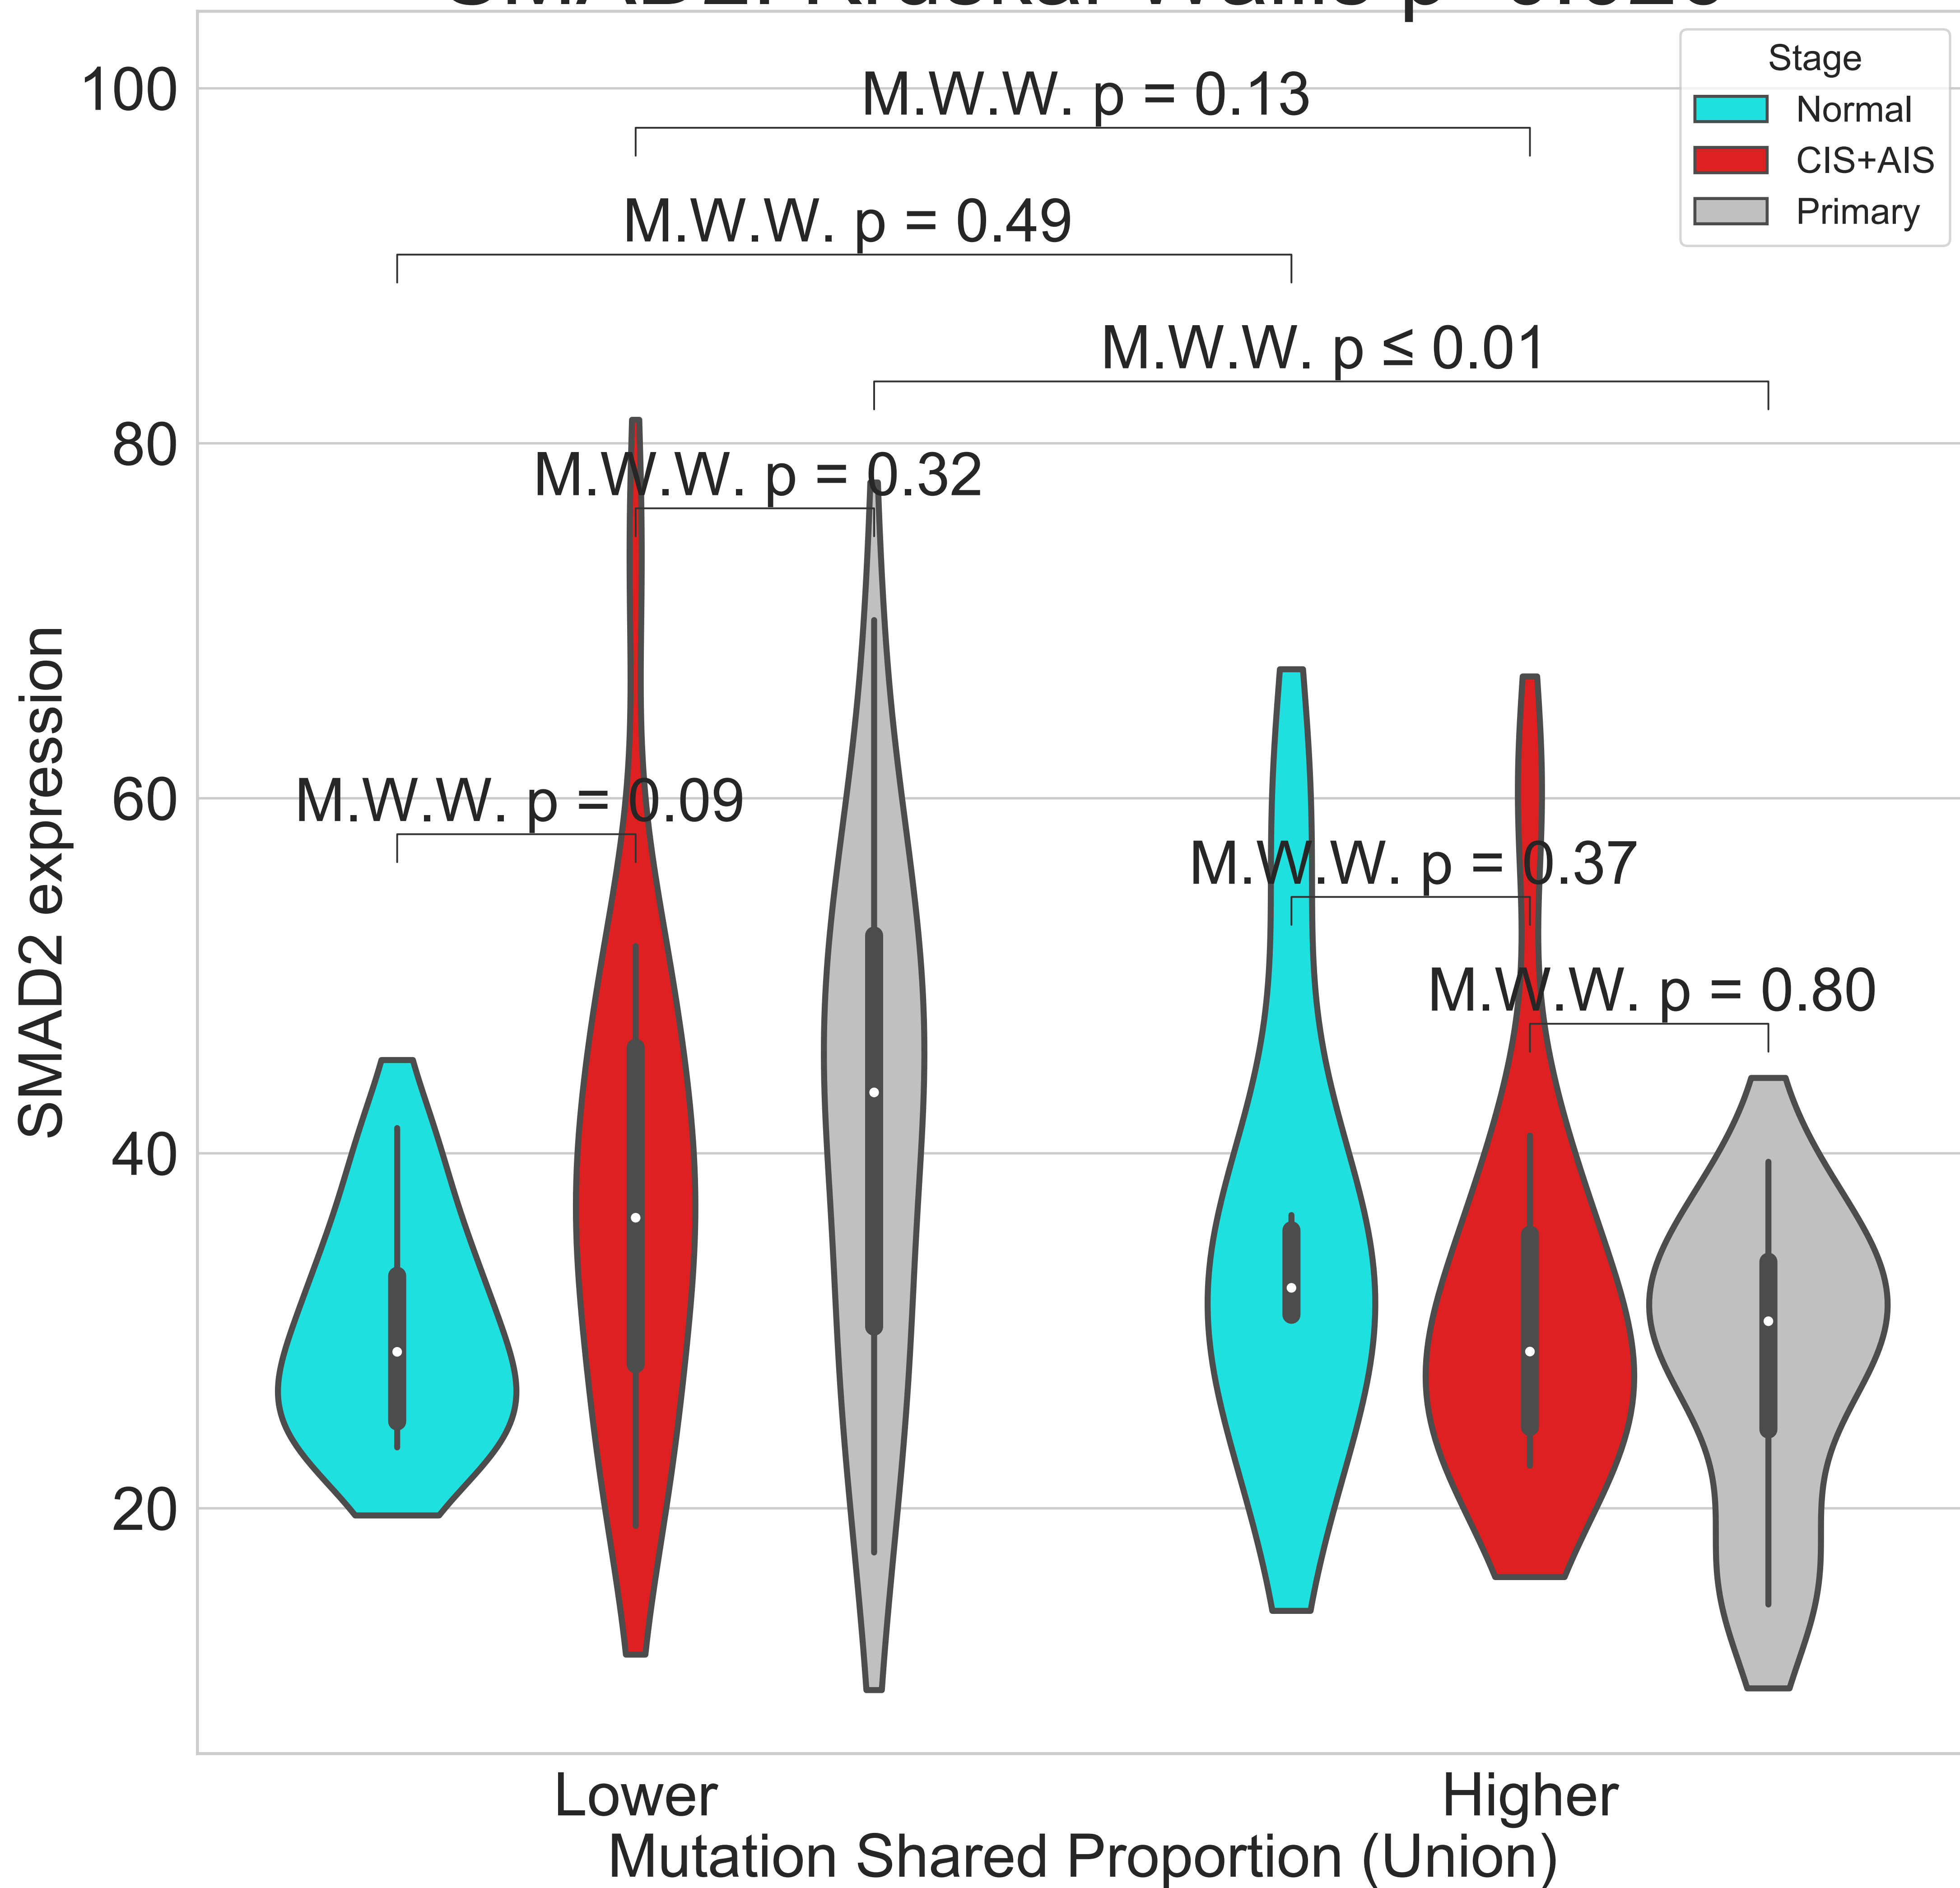 100
80
60
40
20
SMAD2 expression
M.W.W. p = 0.13
M.W.W. p = 0.49
M.W.W. p ≤ 0.01
M.W.W. p = 0.32
M.W.W. p = 0.09
M.W.W. p = 0.37
M.W.W. p = 0.80
Stage
Normal
CIS+AIS
Primary
Lower
Higher
Mutation Shared Proportion (Union)